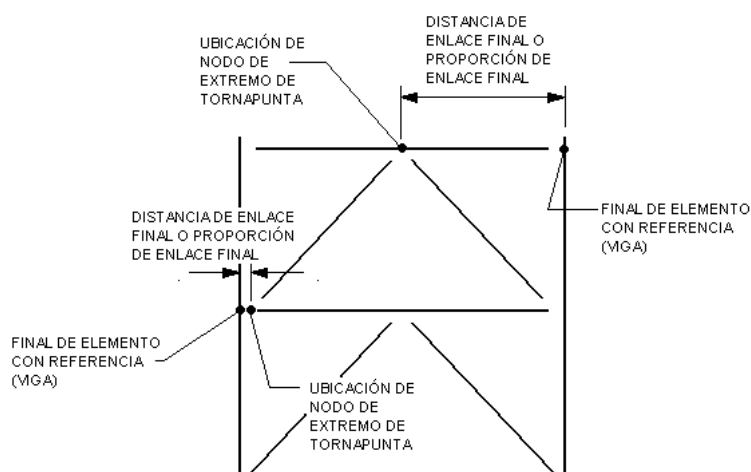 DISTANCIA DE
ENLACE FINAL O
PROPORCIÓN DE
ENLACE FINAL
UBICACIÓN DE
NODO DE
EXTREMO DE
TORNAPUNTA
DISTANCIA DE ENLACE
FINAL O PROPORCIÓN
DE ENLACE FINAL
FINAL DE ELEMENTO
CON REFERENCIA
(VIGA)
FINAL DE ELEMENTO
CON REFERENCIA
(VIGA)
UBICACIÓN DE
NODO DE
EXTREMO DE
TORNAPUNTA